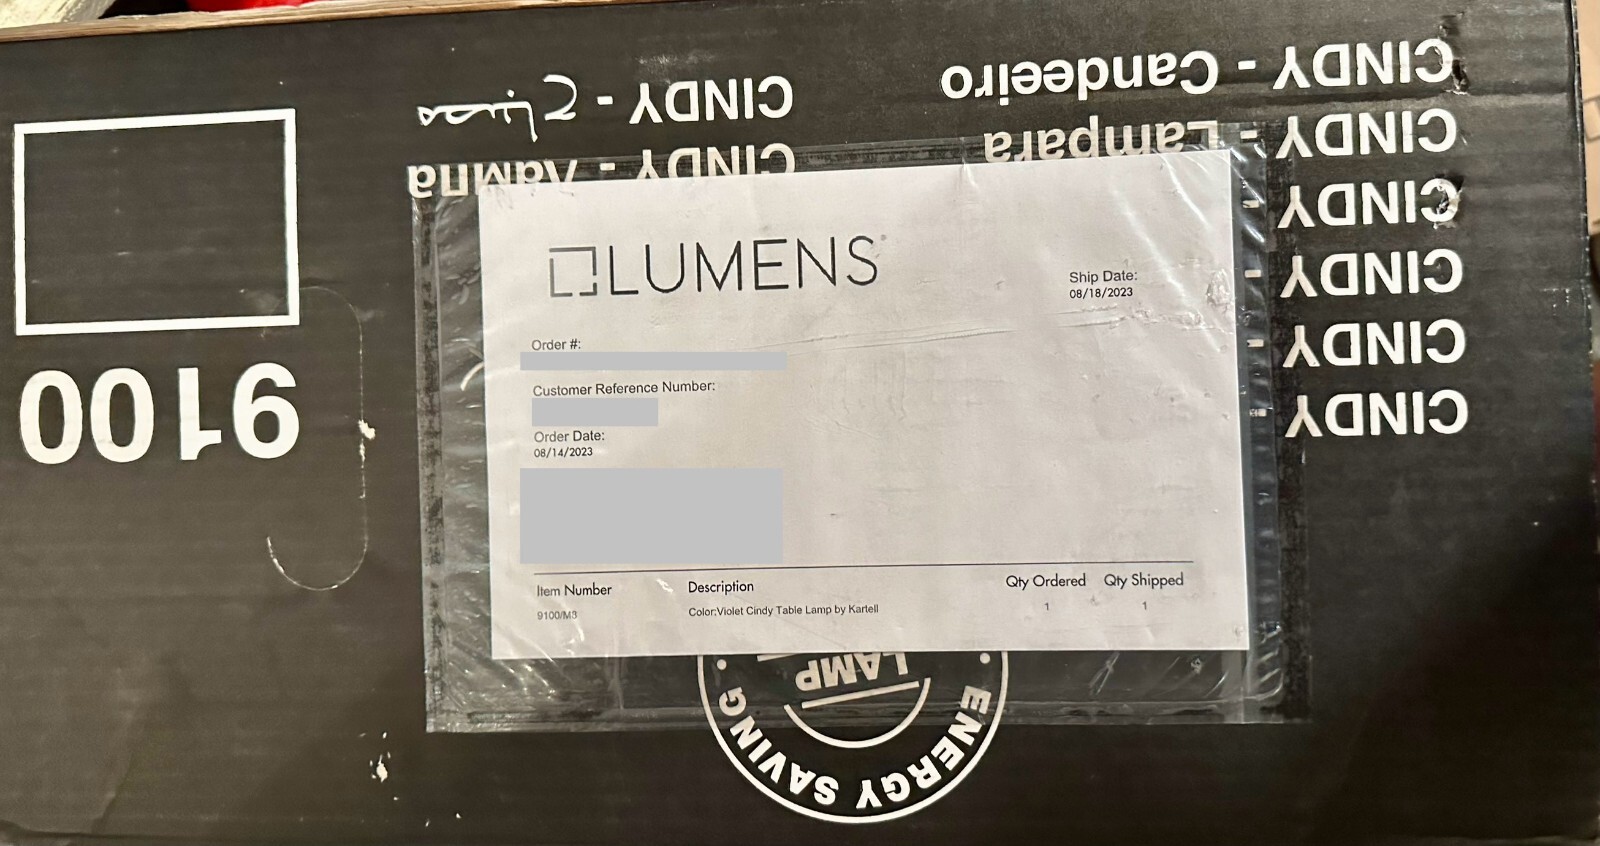 LUMENS
Ship Date:
08/18/2023
Order #:
Customer Reference Number:
Order Date:
08/14/2023
Item Number Description Qty Ordered Qty Shipped
9100/M3 Color:Violet Cindy Table Lamp by Kartell 1 1
9100
CINDY
CINDY -
CINDY -
CINDY -
CINDY - Lampara
CINDY - Candeeiro
CINDY - Лампа
CINDY -
ENERGY SAVING
LAMP